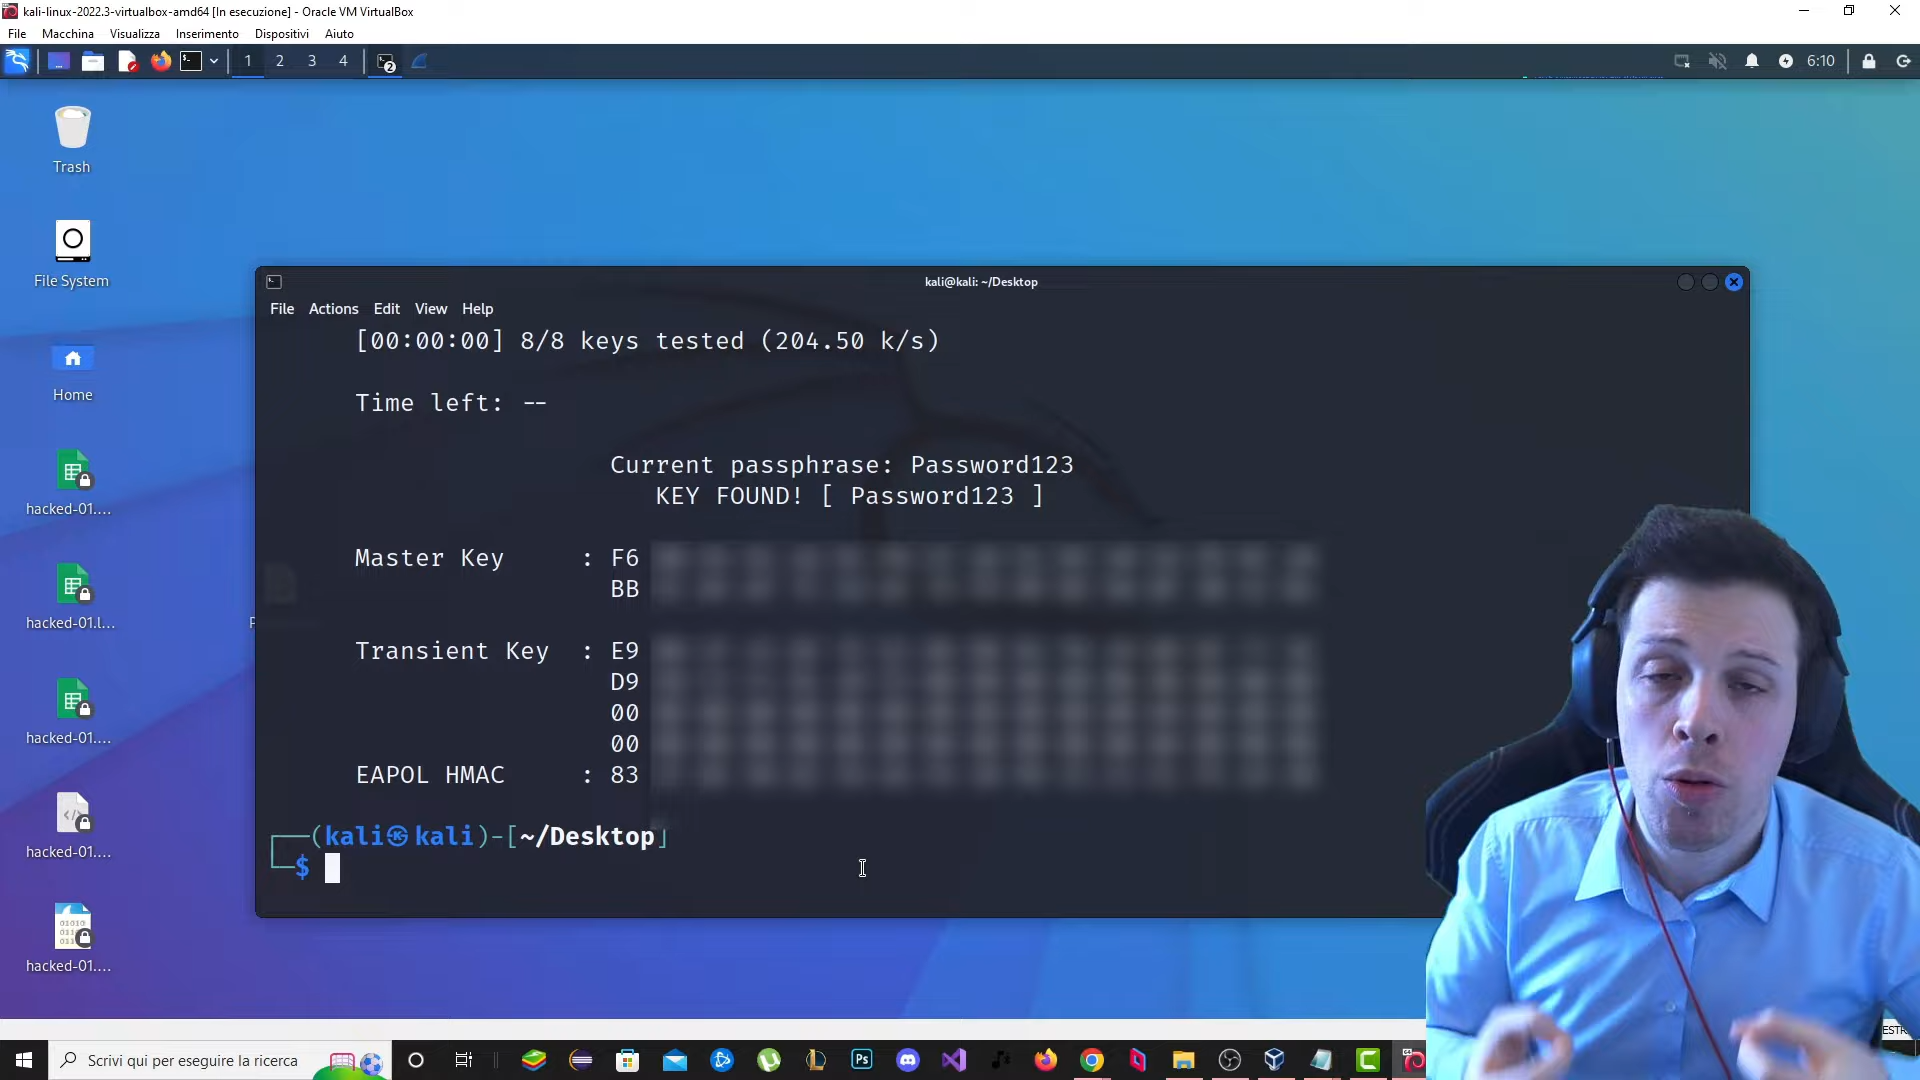 kali-linux-2022.3-virtualbox-amd64 [In esecuzione] - Oracle VM VirtualBox
File Macchina Visualizza Inserimento Dispositivi Aiuto
1 2 3 4 2 6:10
Trash
File System
Home
hacked-01....
hacked-01.l...
hacked-01....
hacked-01....
hacked-01....
kali@kali: ~/Desktop
File Actions Edit View Help
[00:00:00] 8/8 keys tested (204.50 k/s)
Time left: --
Current passphrase: Password123
KEY FOUND! [ Password123 ]
Master Key : F6
BB
Transient Key : E9
D9
00
00
EAPOL HMAC : 83
┌──(kali㉿kali)-[~/Desktop]
└─$
Scrivi qui per eseguire la ricerca
Ps